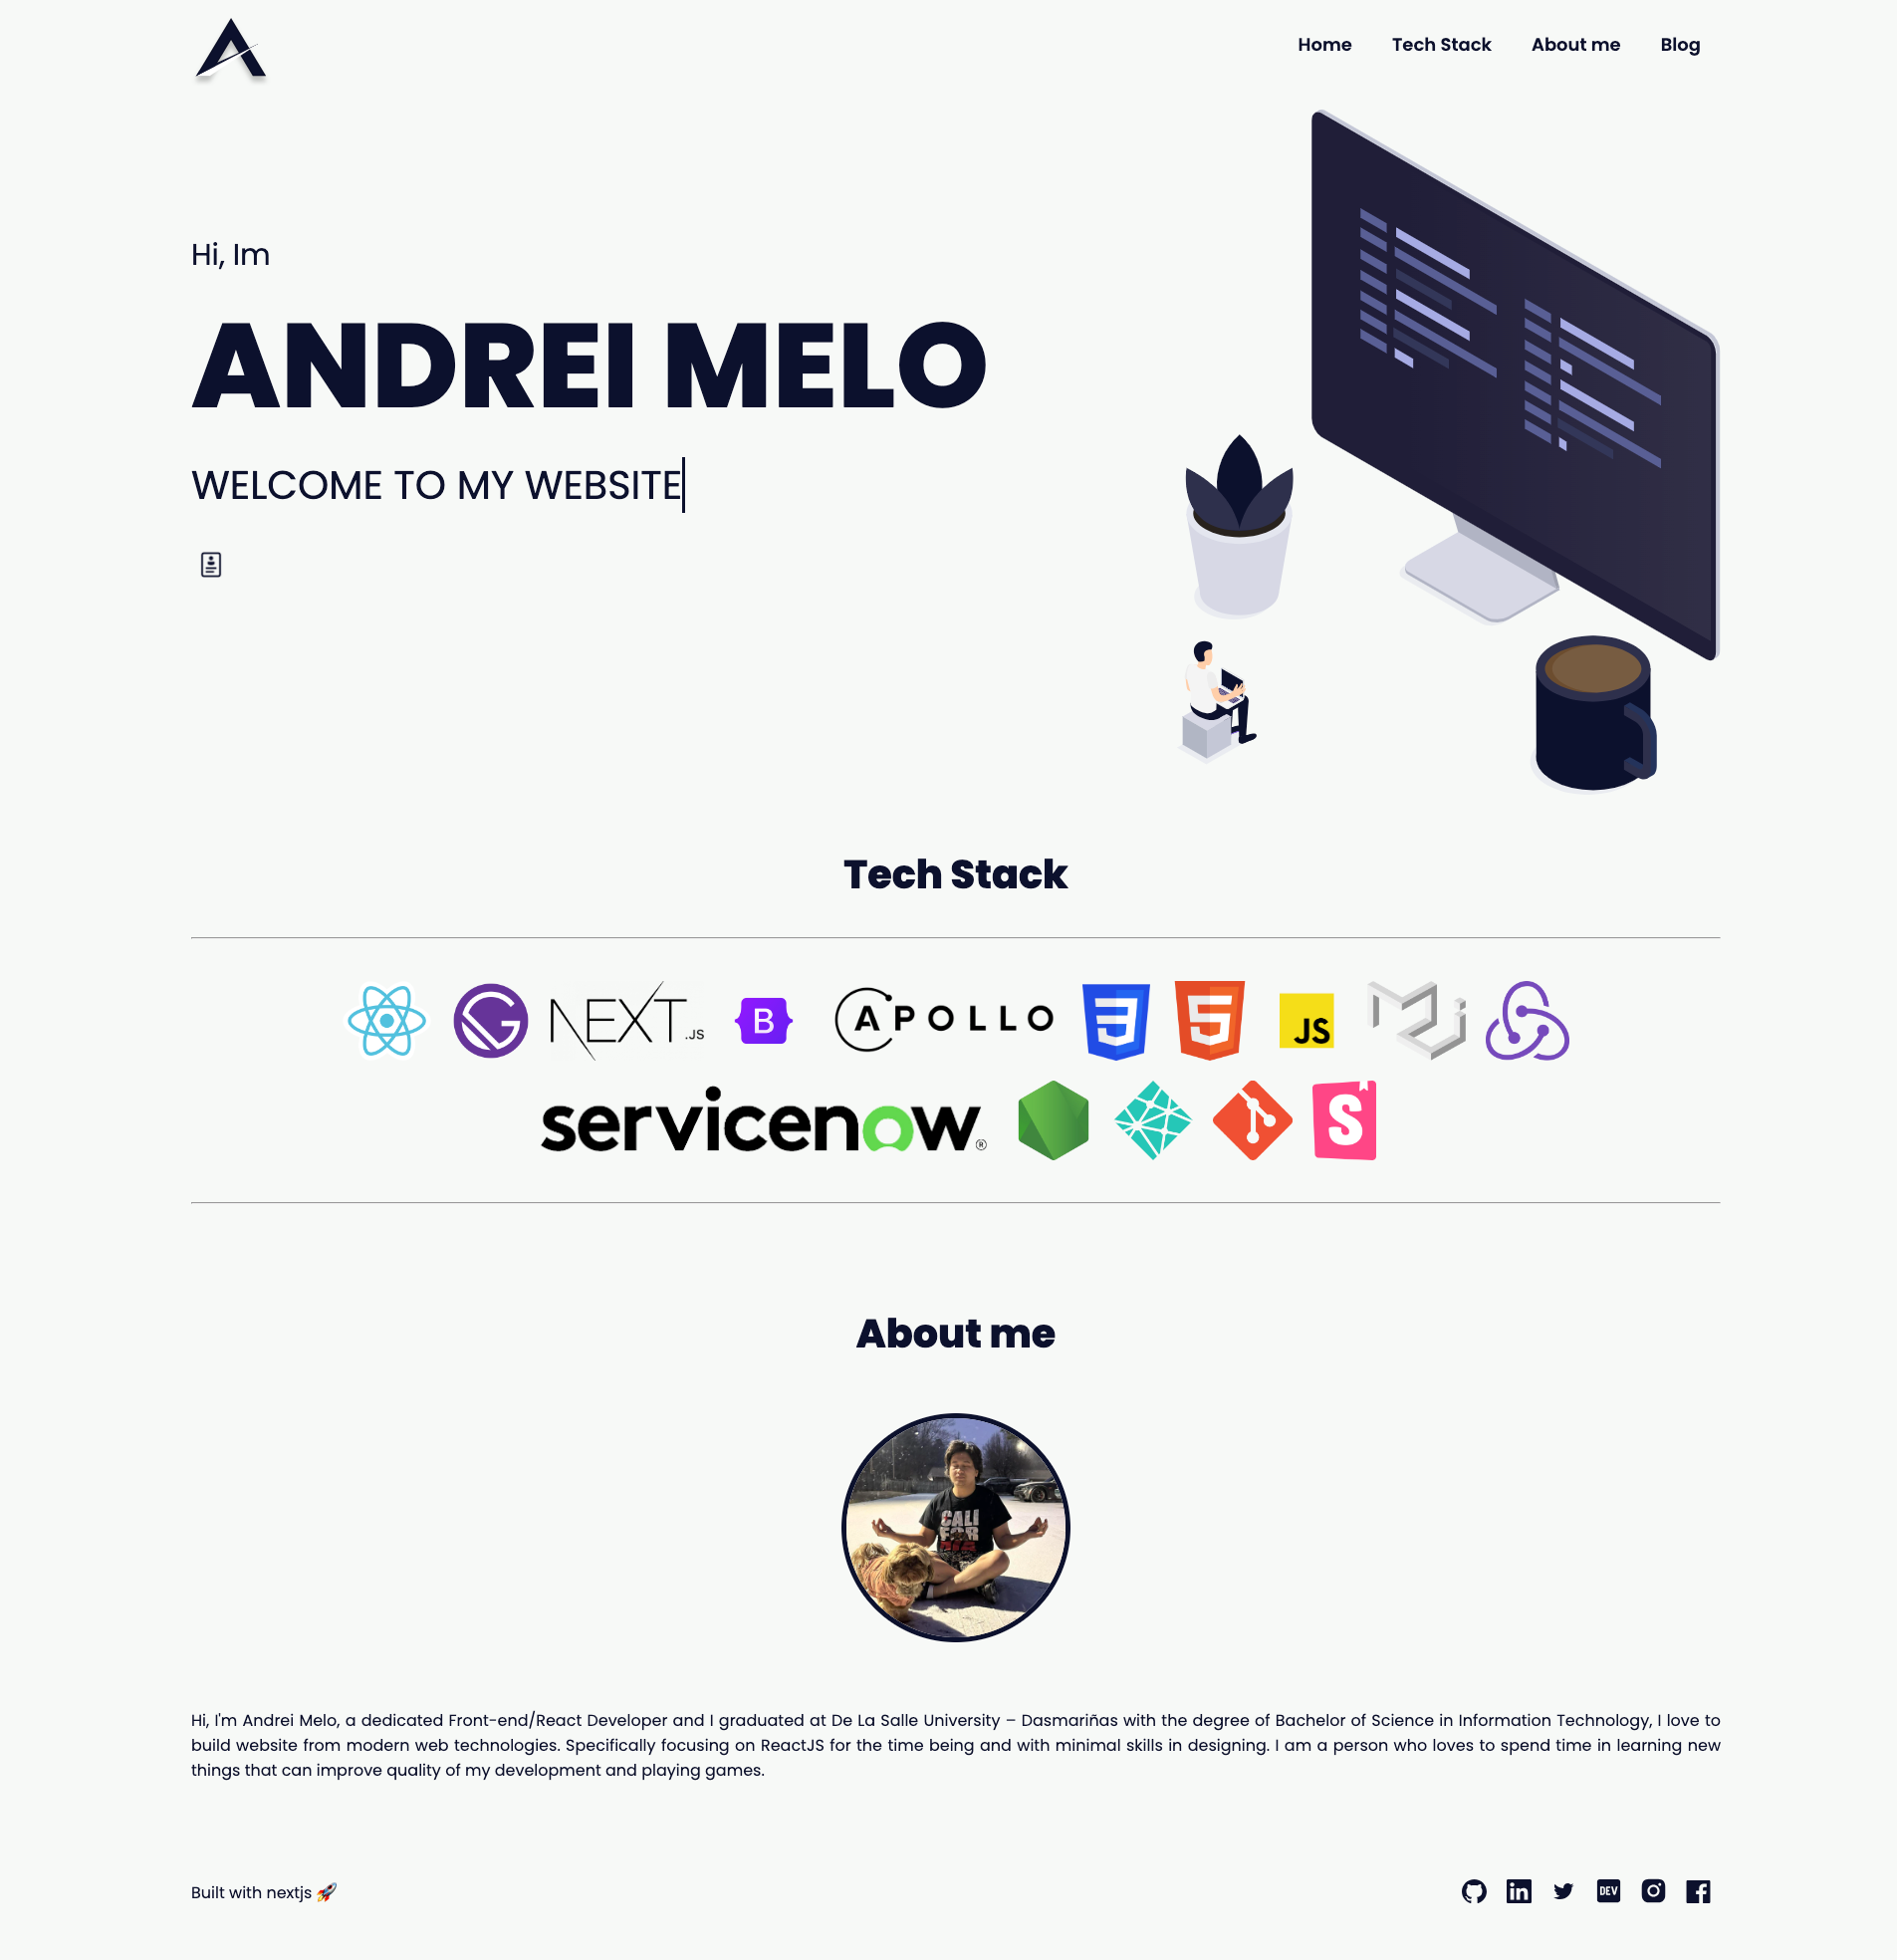 Home Tech Stack About me Blog
Hi, Im
ANDREI MELO
WELCOME TO MY WEBSITE
Tech Stack
NEXT.JS B APOLLO 3 5 JS
servicenow® S
About me
CALI
FOR
NIA
Hi, I'm Andrei Melo, a dedicated Front-end/React Developer and I graduated at De La Salle University – Dasmariñas with the degree of Bachelor of Science in Information Technology, I love to
build website from modern web technologies. Specifically focusing on ReactJS for the time being and with minimal skills in designing. I am a person who loves to spend time in learning new
things that can improve quality of my development and playing games.
Built with nextjs 🚀 in DEV